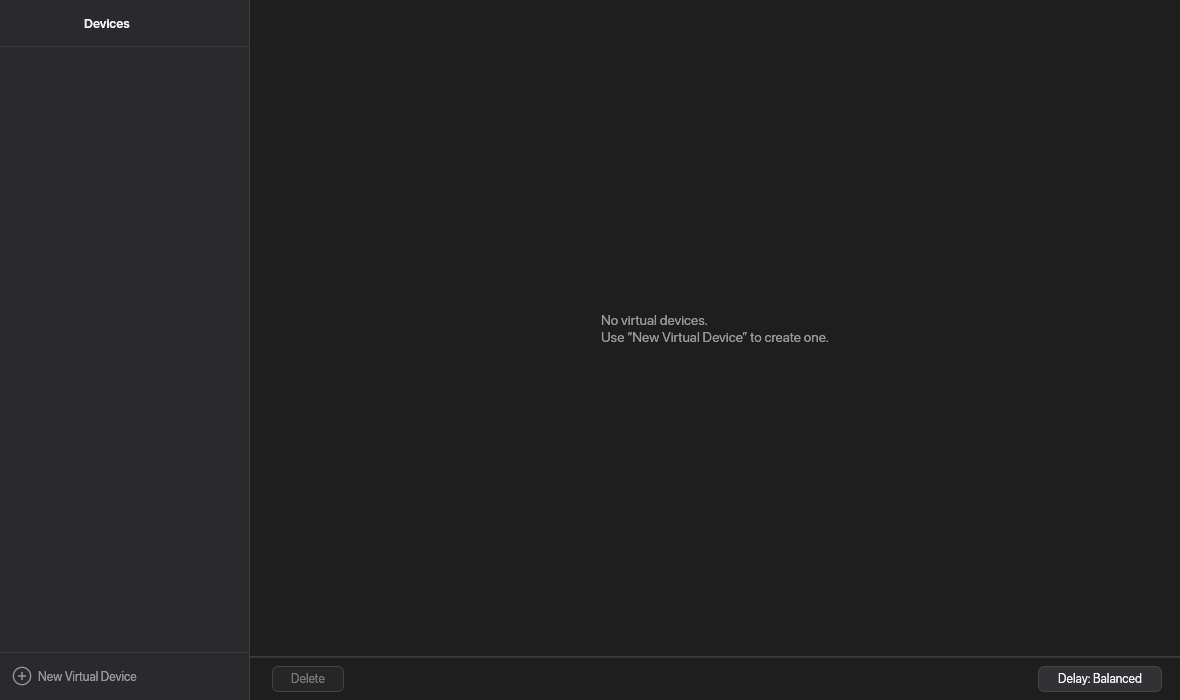 Devices
No virtual devices.
Use "New Virtual Device" to create one.
New Virtual Device
Delete
Delay: Balanced